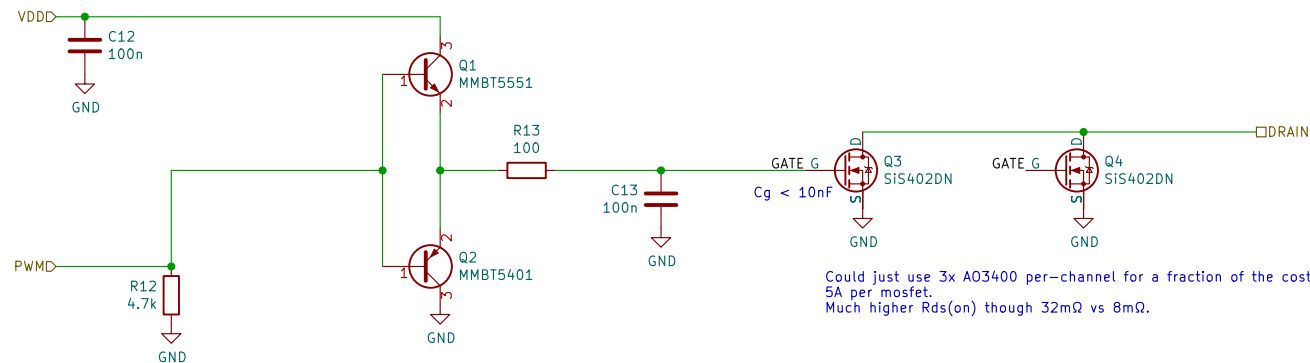 VDD
C12
100n
GND
3
Q1
MMBT5551
1
2
R13
100
DRAIN
GATE G
D
S
Q3
SiS402DN
GATE G
D
S
Q4
SiS402DN
Cg < 10nF
C13
100n
GND
GND
GND
PWM
R12
4.7k
GND
2
Q2
MMBT5401
1
3
GND
Could just use 3x AO3400 per-channel for a fraction of the cost
5A per mosfet.
Much higher Rds(on) though 32mΩ vs 8mΩ.